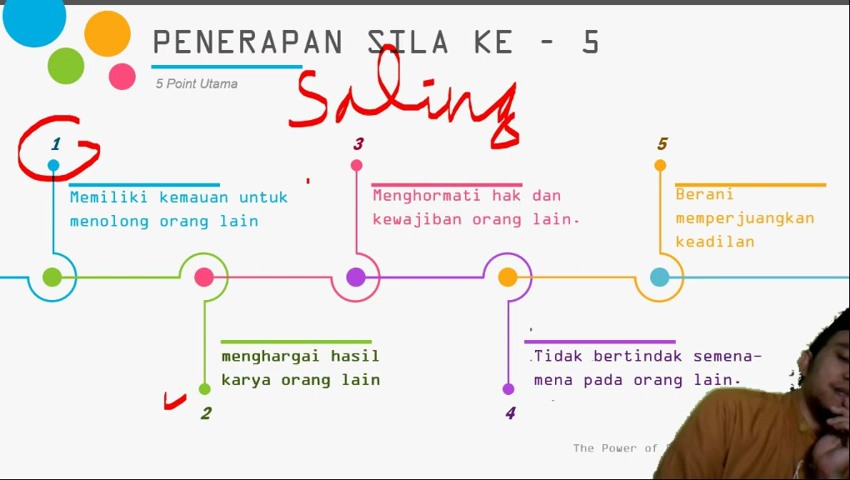 PENERAPAN SILA KE - 5
5 Point Utama
Saling
1
Memiliki kemauan untuk
menolong orang lain
3
Menghormati hak dan
kewajiban orang lain.
5
Berani
memperjuangkan
keadilan
menghargai hasil
karya orang lain
2
Tidak bertindak semena-
mena pada orang lain.
4
The Power of